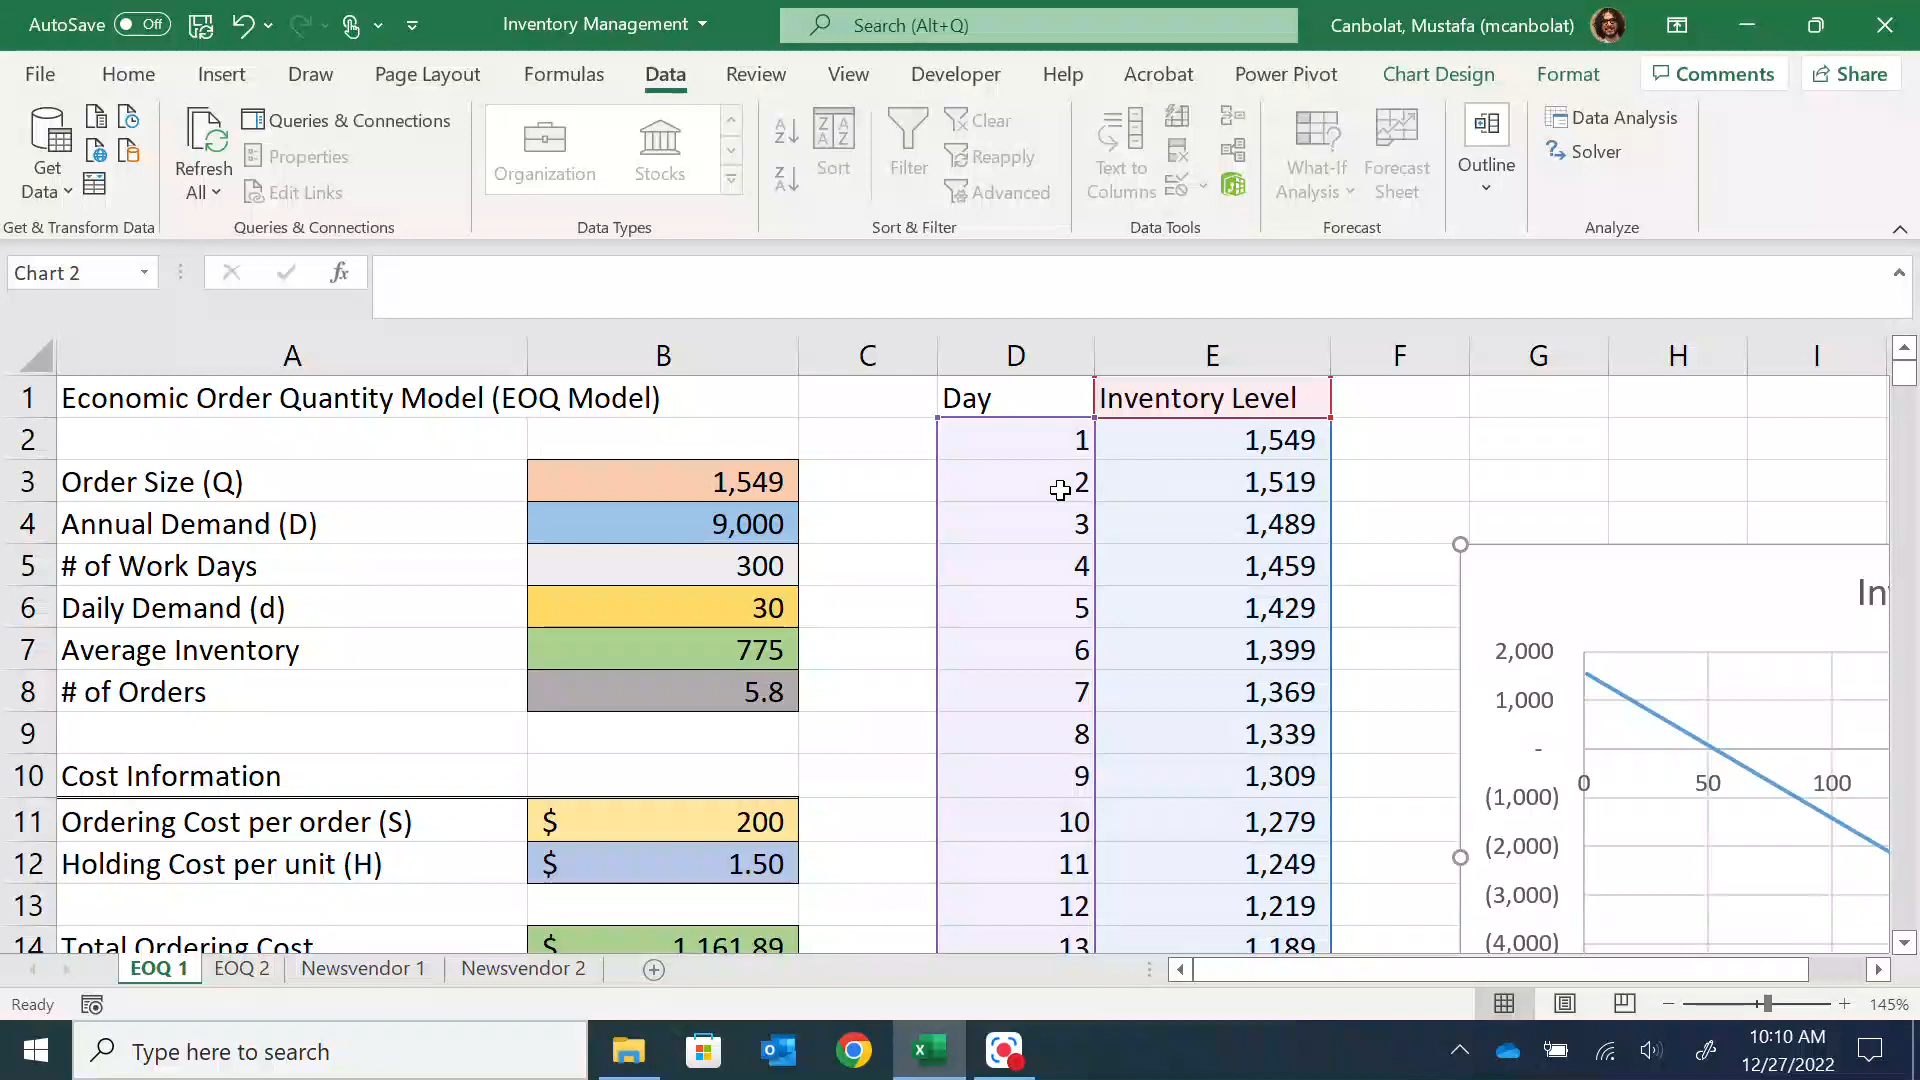 AutoSave Off Inventory Management Search (Alt+Q) Canbolat, Mustafa (mcanbolat)
File Home Insert Draw Page Layout Formulas Data Review View Developer Help Acrobat Power Pivot Chart Design Format Comments Share
Get Data
Get & Transform Data
Refresh All
Queries & Connections
Properties
Edit Links
Queries & Connections
Organization Stocks
Data Types
Sort
Filter
Clear
Reapply
Advanced
Sort & Filter
Text to Columns
Data Tools
What-If Analysis
Forecast Sheet
Forecast
Outline
Data Analysis
Solver
Analyze
Chart 2 fx
A B C D E F G H I
1 Economic Order Quantity Model (EOQ Model) Day Inventory Level
2 1 1,549
3 Order Size (Q) 1,549 2 1,519
4 Annual Demand (D) 9,000 3 1,489
5 # of Work Days 300 4 1,459
6 Daily Demand (d) 30 5 1,429
7 Average Inventory 775 6 1,399
8 # of Orders 5.8 7 1,369
9 8 1,339
10 Cost Information 9 1,309
11 Ordering Cost per order (S) $ 200 10 1,279
12 Holding Cost per unit (H) $ 1.50 11 1,249
13 12 1,219
14 Total Ordering Cost $ 1,161.89 13 1,189
2,000
1,000
-
0 50 100
(1,000)
(2,000)
(3,000)
(4,000)
EOQ 1 EOQ 2 Newsvendor 1 Newsvendor 2
Ready 145%
Type here to search
10:10 AM
12/27/2022